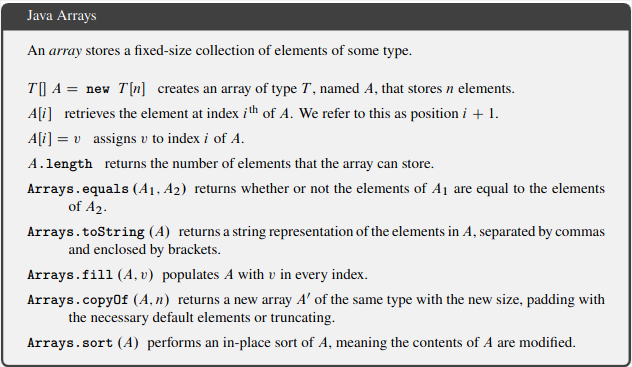 Java Arrays
An array stores a fixed-size collection of elements of some type.
T[] A = new T[n] creates an array of type T, named A, that stores n elements.
A[i] retrieves the element at index iᵗʰ of A. We refer to this as position i + 1.
A[i] = v assigns v to index i of A.
A.length returns the number of elements that the array can store.
Arrays.equals (A₁, A₂) returns whether or not the elements of A₁ are equal to the elements
of A₂.
Arrays.toString (A) returns a string representation of the elements in A, separated by commas
and enclosed by brackets.
Arrays.fill (A, v) populates A with v in every index.
Arrays.copyOf (A, n) returns a new array A′ of the same type with the new size, padding with
the necessary default elements or truncating.
Arrays.sort (A) performs an in-place sort of A, meaning the contents of A are modified.